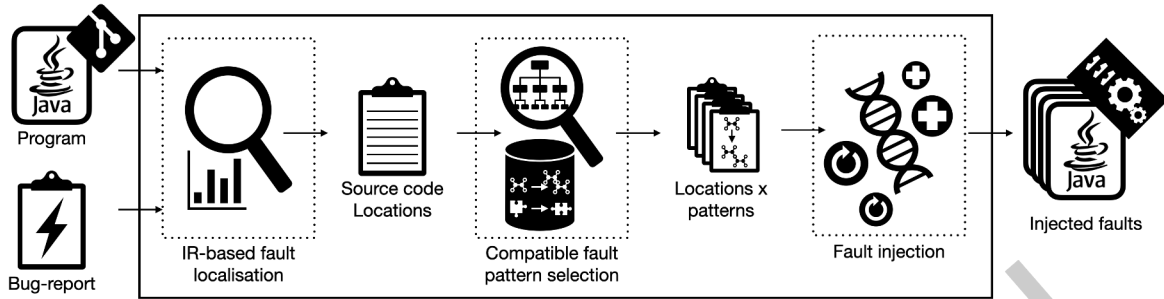 Java
Program
Bug-report
IR-based fault
localisation
Source code
Locations
Compatible fault
pattern selection
Locations x
patterns
Fault injection
Java
Injected faults